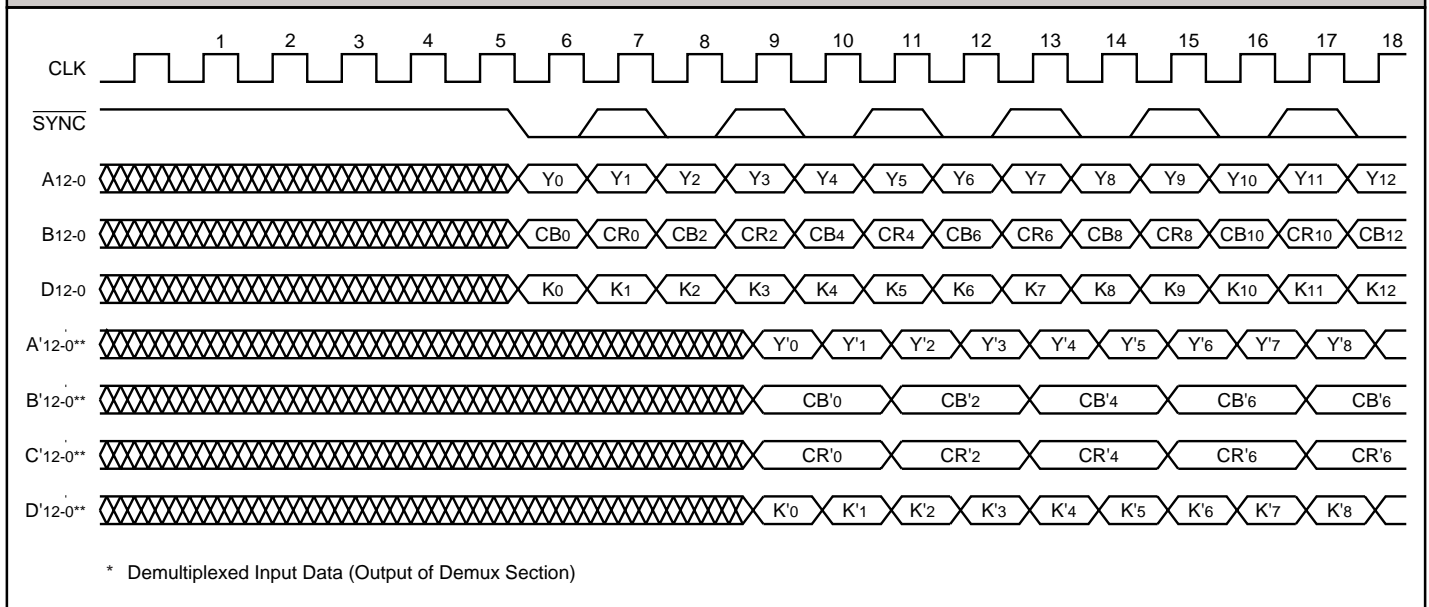 1 2 3 4 5 6 7 8 9 10 11 12 13 14 15 16 17 18
CLK
SYNC
A12-0 Y0 Y1 Y2 Y3 Y4 Y5 Y6 Y7 Y8 Y9 Y10 Y11 Y12
B12-0 CB0 CR0 CB2 CR2 CB4 CR4 CB6 CR6 CB8 CR8 CB10 CR10 CB12
D12-0 K0 K1 K2 K3 K4 K5 K6 K7 K8 K9 K10 K11 K12
A'12-0** Y'0 Y'1 Y'2 Y'3 Y'4 Y'5 Y'6 Y'7 Y'8
B'12-0** CB'0 CB'2 CB'4 CB'6 CB'6
C'12-0** CR'0 CR'2 CR'4 CR'6 CR'6
D'12-0** K'0 K'1 K'2 K'3 K'4 K'5 K'6 K'7 K'8
* Demultiplexed Input Data (Output of Demux Section)